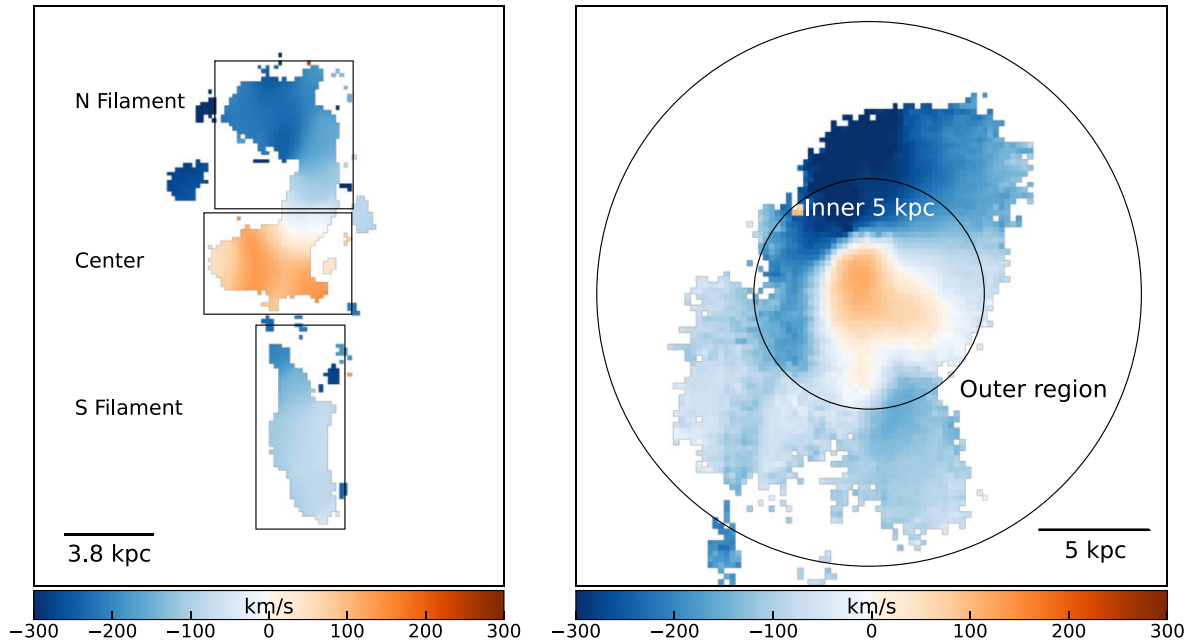 N Filament
Center
S Filament
3.8 kpc
km/s
−300 −200 −100 0 100 200 300
Inner 5 kpc
Outer region
5 kpc
km/s
−300 −200 −100 0 100 200 300